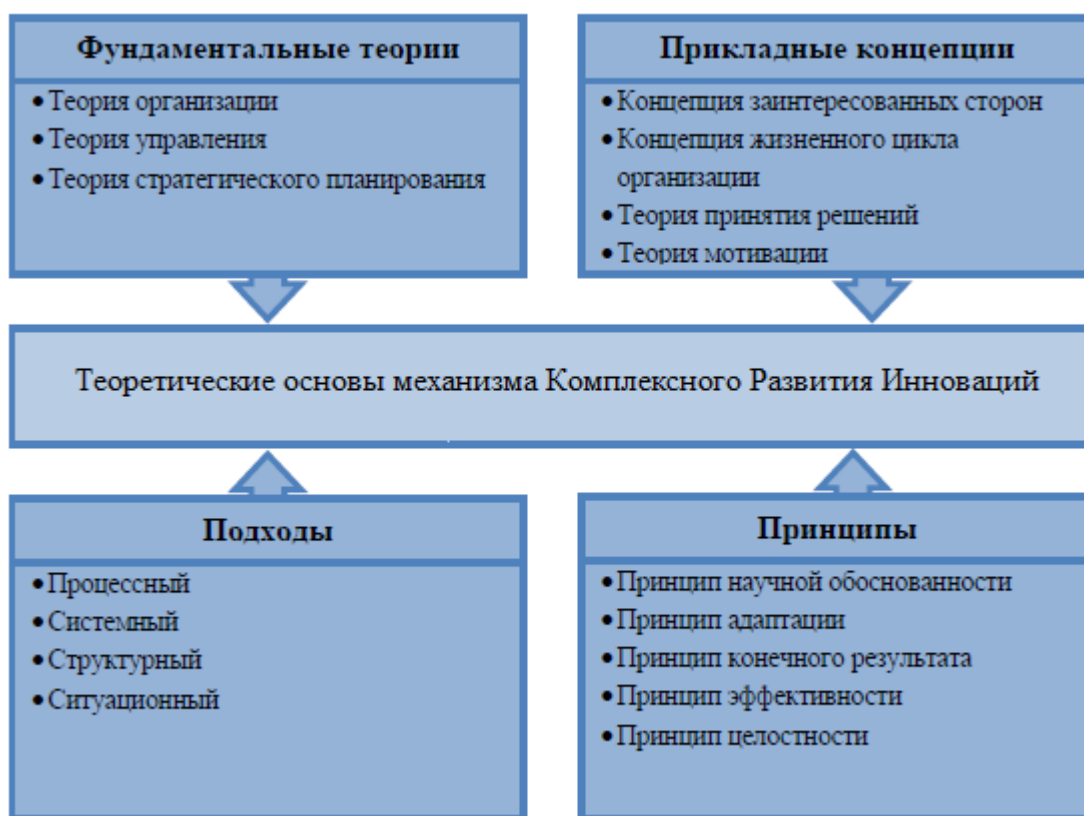 Фундаментальные теории
• Теория организации
• Теория управления
• Теория стратегического планирования
Прикладные концепции
• Концепция заинтересованных сторон
• Концепция жизненного цикла
организации
• Теория принятия решений
• Теория мотивации
Теоретические основы механизма Комплексного Развития Инноваций
Подходы
• Процессный
• Системный
• Структурный
• Ситуационный
Принципы
• Принцип научной обоснованности
• Принцип адаптации
• Принцип конечного результата
• Принцип эффективности
• Принцип целостности